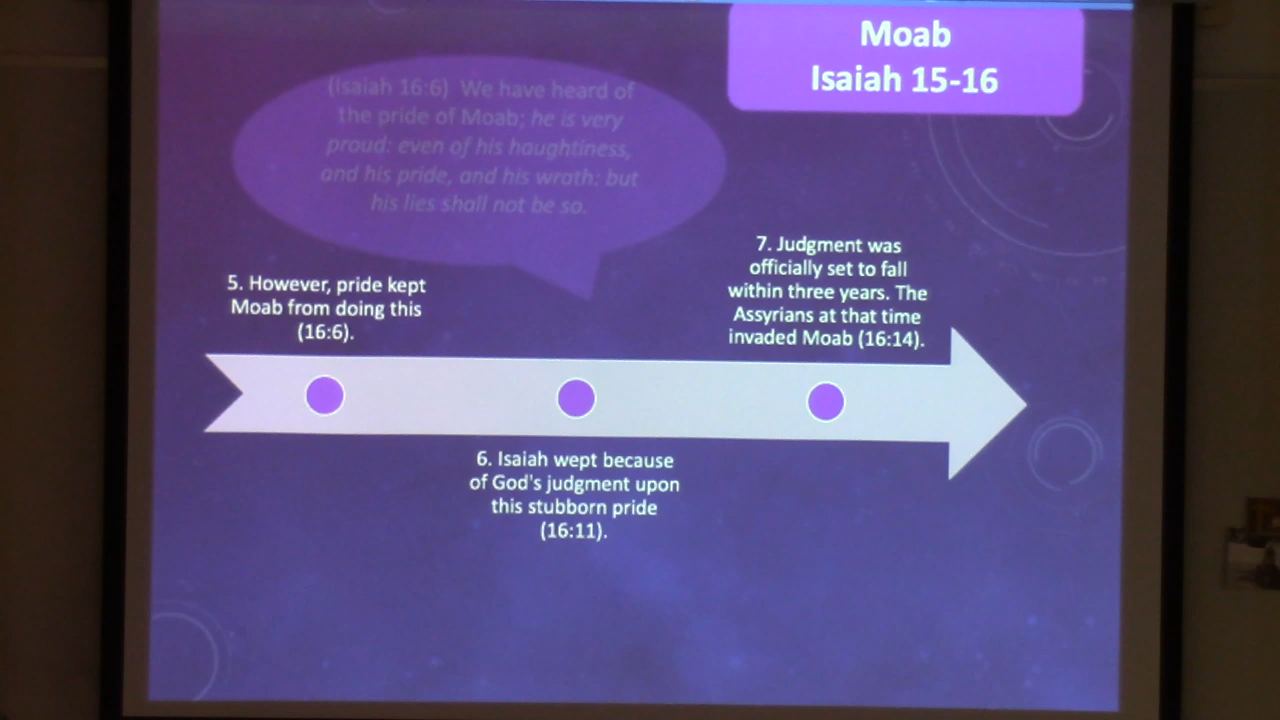 Moab
Isaiah 15-16
(Isaiah 16:6) We have heard of
the pride of Moab; he is very
proud: even of his haughtiness,
and his pride, and his wrath: but
his lies shall not be so.
5. However, pride kept
Moab from doing this
(16:6).
6. Isaiah wept because
of God's judgment upon
this stubborn pride
(16:11).
7. Judgment was
officially set to fall
within three years. The
Assyrians at that time
invaded Moab (16:14).